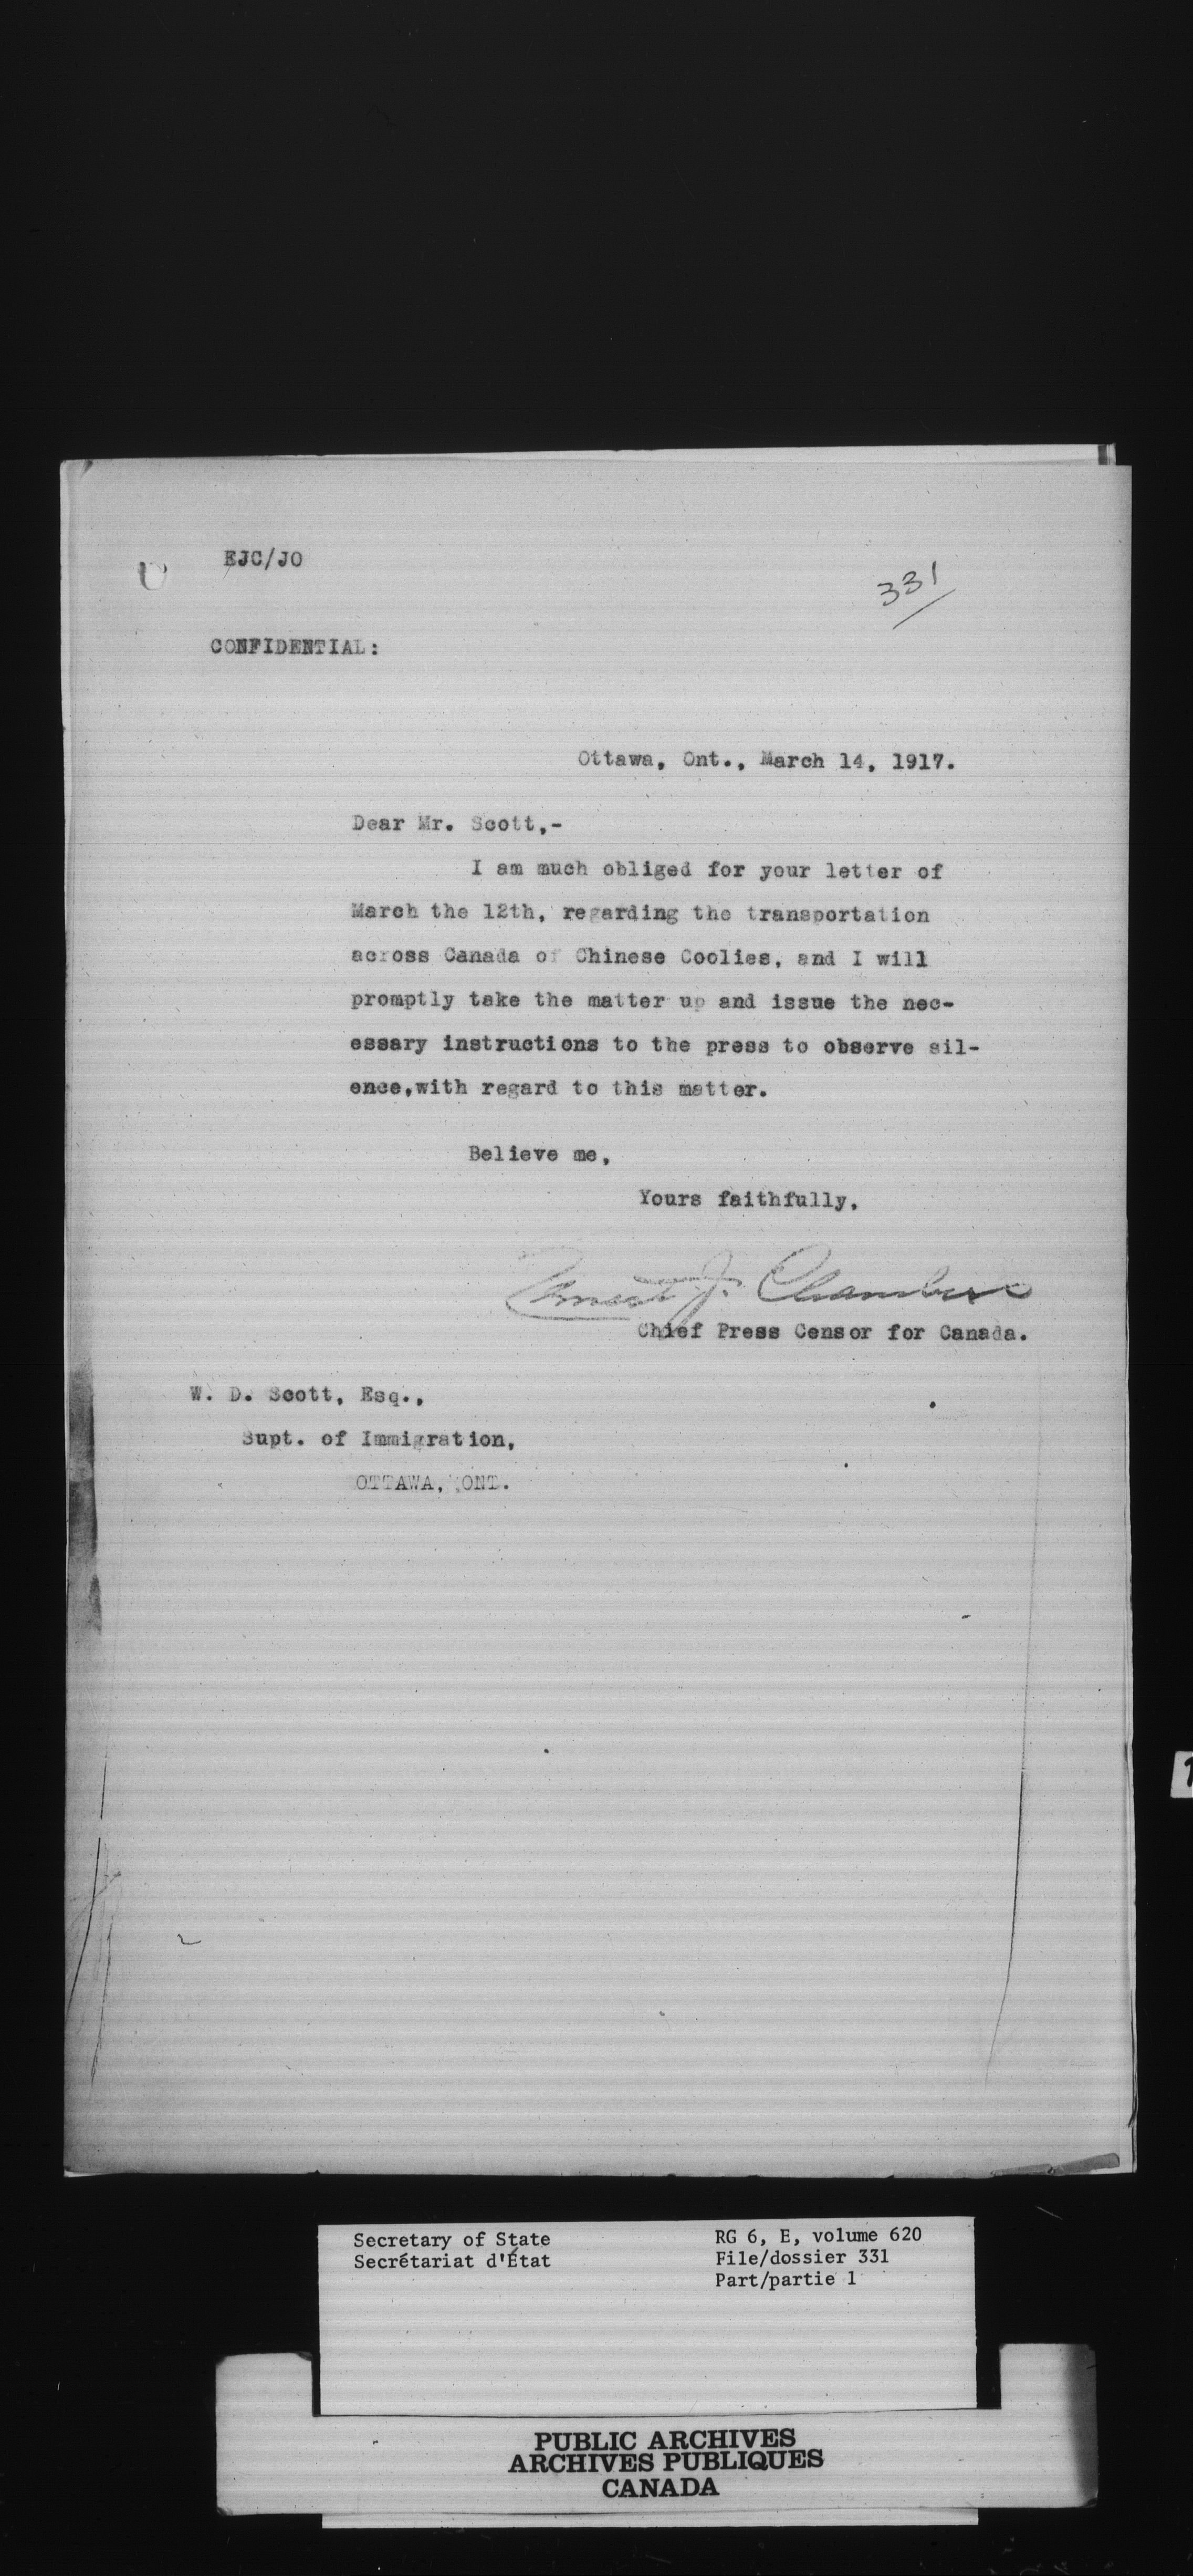 EJC/JO
331
CONFIDENTIAL:
Ottawa, Ont., March 14, 1917.
Dear Mr. Scott,-
I am much obliged for your letter of
March the 12th, regarding the transportation
across Canada of Chinese Coolies, and I will
promptly take the matter up and issue the nec-
essary instructions to the press to observe sil-
ence,with regard to this matter.
Believe me,
Yours faithfully,
Ernest J. Chambers
Chief Press Censor for Canada.
W. D. Scott, Esq.,
Supt. of Immigration,
OTTAWA, ONT.
Secretary of State
Secrétariat d'État
RG 6, E, volume 620
File/dossier 331
Part/partie 1
PUBLIC ARCHIVES
ARCHIVES PUBLIQUES
CANADA